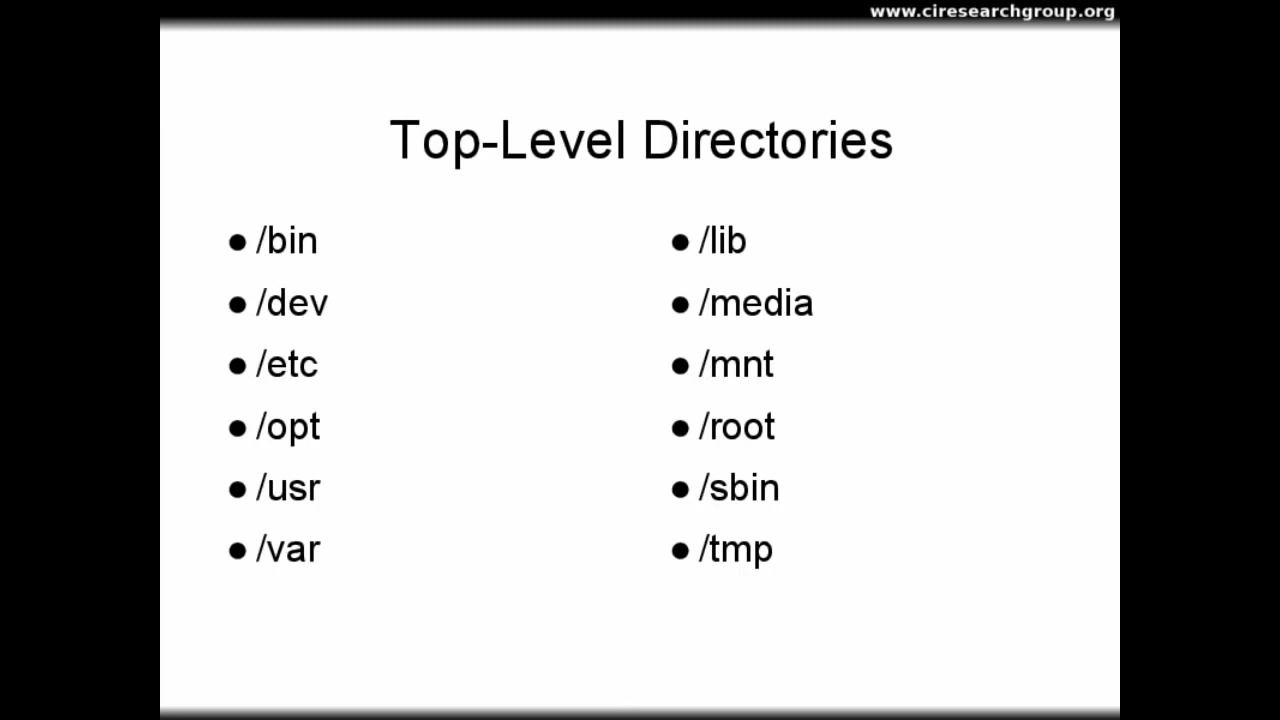 www.ciresearchgroup.org
Top-Level Directories
● /bin
● /dev
● /etc
● /opt
● /usr
● /var
● /lib
● /media
● /mnt
● /root
● /sbin
● /tmp